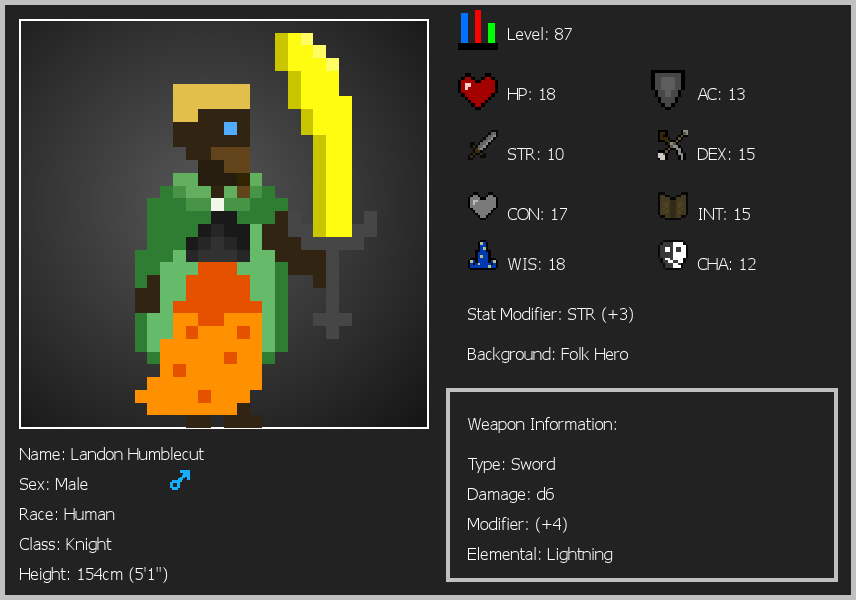 Level: 87
HP: 18
AC: 13
STR: 10
DEX: 15
CON: 17
INT: 15
WIS: 18
CHA: 12
Stat Modifier: STR (+3)
Background: Folk Hero
Weapon Information:
Type: Sword
Damage: d6
Modifier: (+4)
Elemental: Lightning
Name: Landon Humblecut
Sex: Male
Race: Human
Class: Knight
Height: 154cm (5'1")